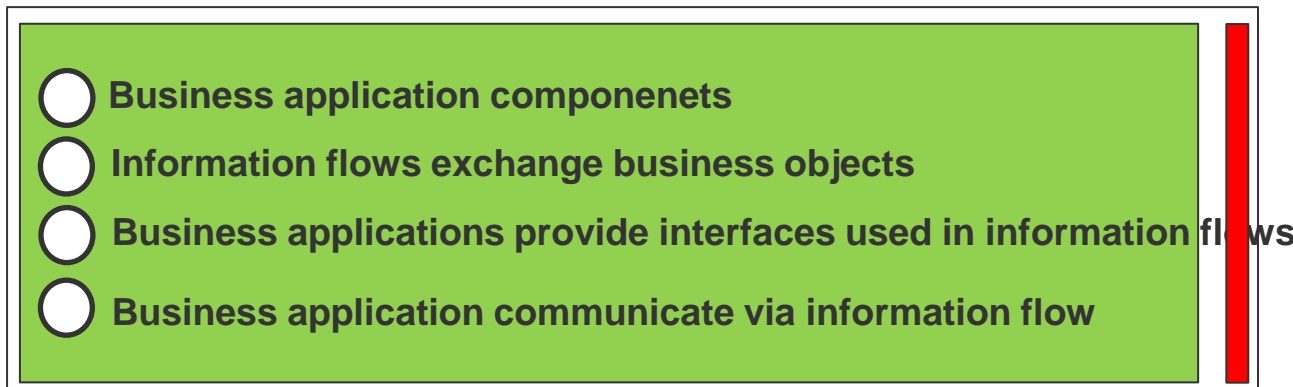 Business application componenets
Information flows exchange business objects
Business applications provide interfaces used in information flows
Business application communicate via information flow